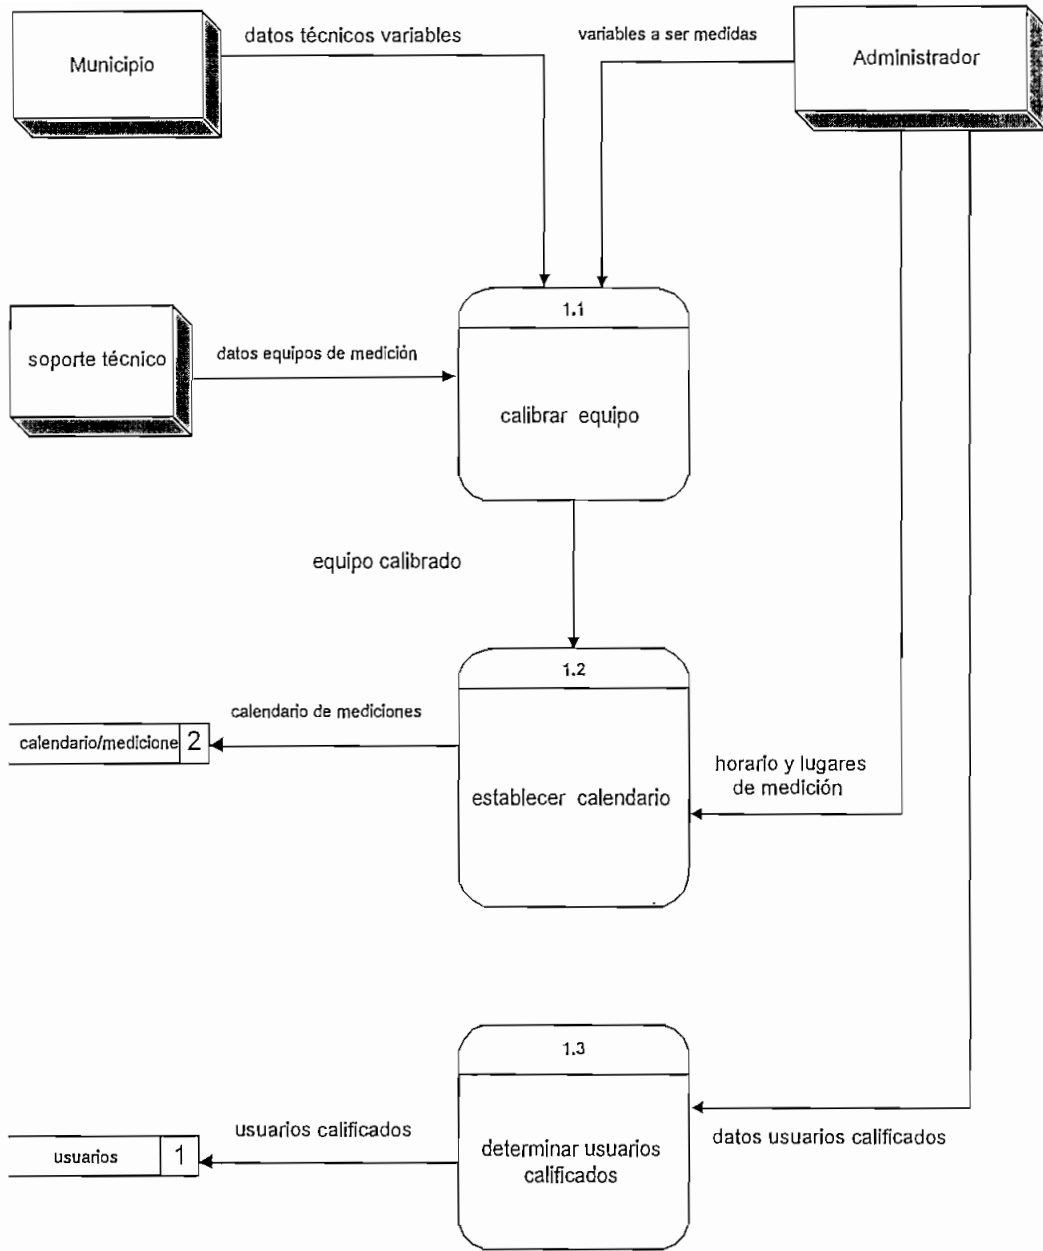 datos técnicos variables
variables a ser medidas
Municipio
Administrador
1.1
soporte técnico
datos equipos de medición
calibrar equipo
equipo calibrado
1.2
calendario de mediciones
calendario/medicione 2
horario y lugares
de medición
establecer calendario
1.3
usuarios calificados
datos usuarios calificados
determinar usuarios
calificados
usuarios 1